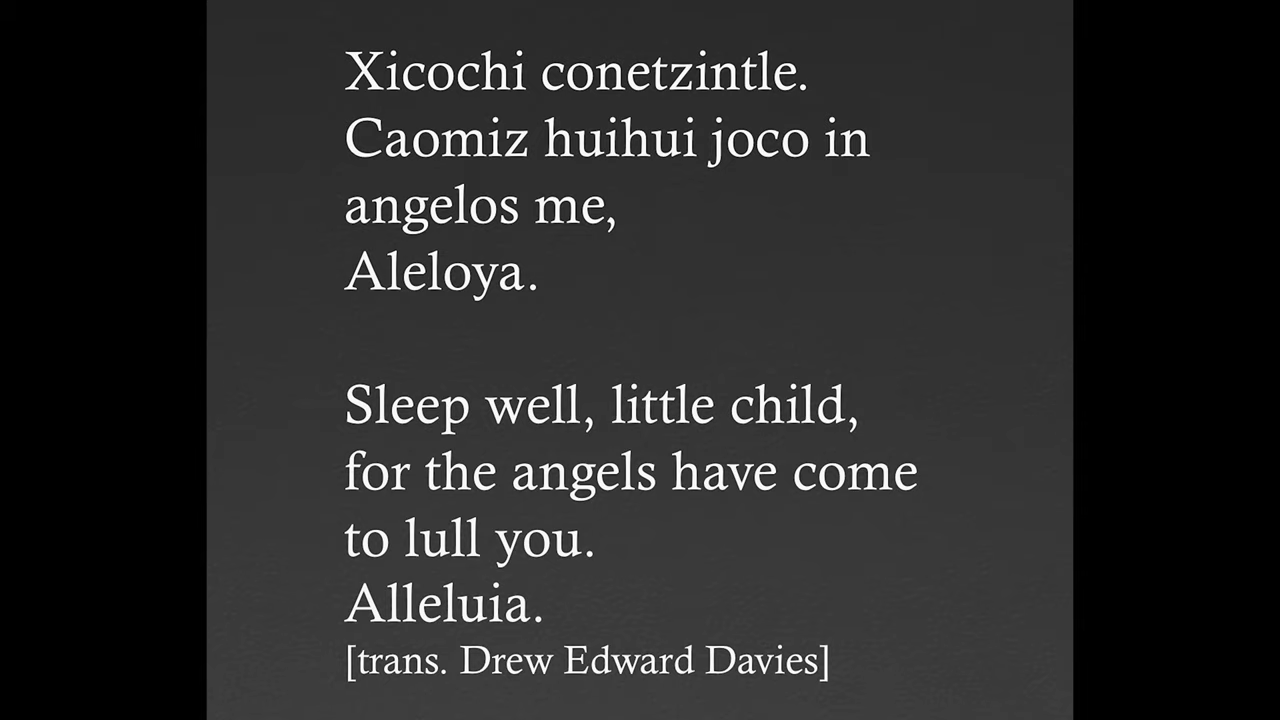 Xicochi conetzintle.
Caomiz huihui joco in
angelos me,
Aleloya.
Sleep well, little child,
for the angels have come
to lull you.
Alleluia.
[trans. Drew Edward Davies]